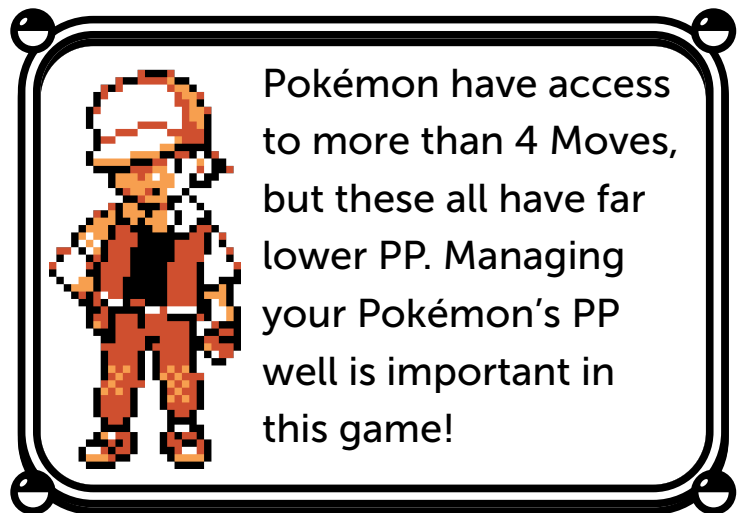 Pokémon have access
to more than 4 Moves,
but these all have far
lower PP. Managing
your Pokémon’s PP
well is important in
this game!